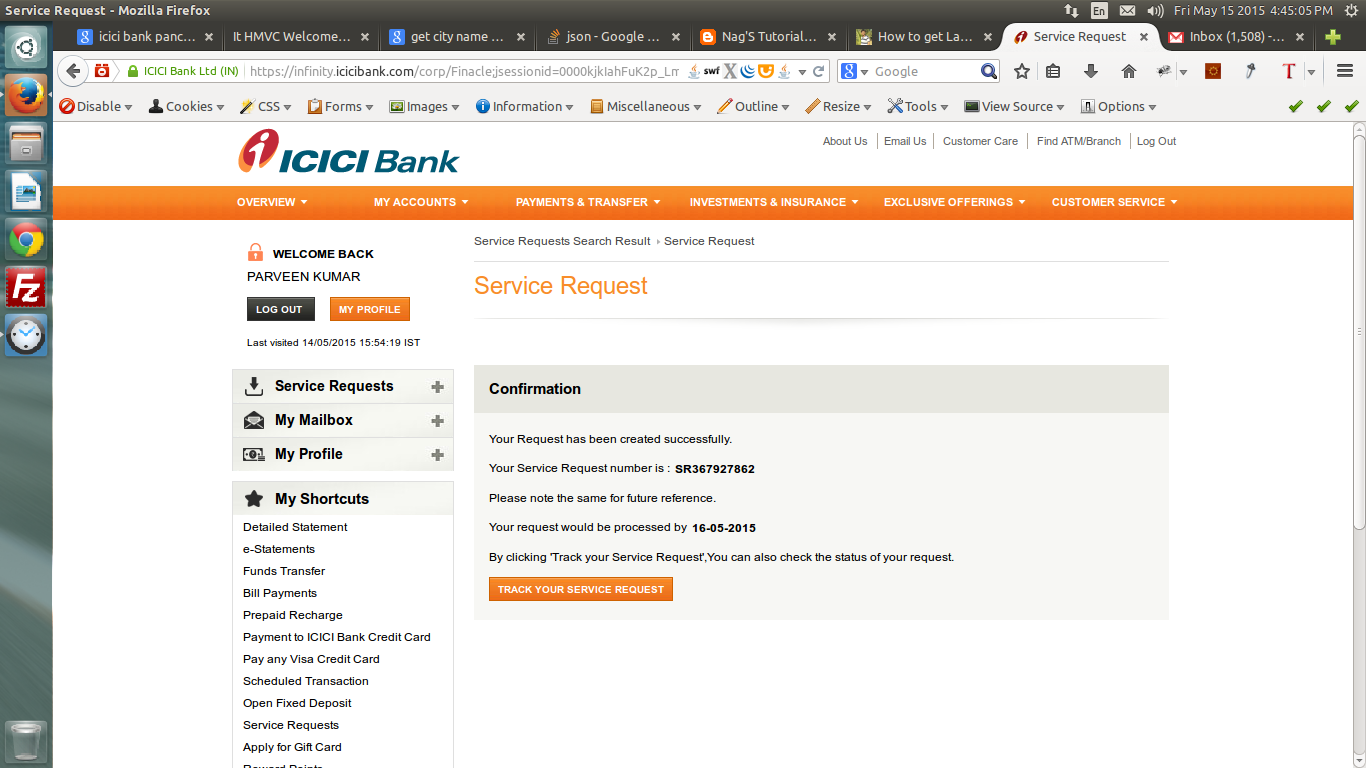 Service Request - Mozilla Firefox
En
Fri May 15 2015 4:45:05 PM
icici bank panc...
It HMVC Welcome...
get city name ...
json - Google ...
Nag'S Tutorial...
How to get La...
Service Request
Inbox (1,508) -...
ICICI Bank Ltd (IN)
https://infinity.icicibank.com/corp/Finacle;jsessionid=0000kjkIahFuK2p_Lm
swf
Google
Disable
Cookies
CSS
Forms
Images
Information
Miscellaneous
Outline
Resize
Tools
View Source
Options
ICICI Bank
About Us
Email Us
Customer Care
Find ATM/Branch
Log Out
OVERVIEW
MY ACCOUNTS
PAYMENTS & TRANSFER
INVESTMENTS & INSURANCE
EXCLUSIVE OFFERINGS
CUSTOMER SERVICE
WELCOME BACK
PARVEEN KUMAR
LOG OUT
MY PROFILE
Last visited 14/05/2015 15:54:19 IST
Service Requests
My Mailbox
My Profile
My Shortcuts
Detailed Statement
e-Statements
Funds Transfer
Bill Payments
Prepaid Recharge
Payment to ICICI Bank Credit Card
Pay any Visa Credit Card
Scheduled Transaction
Open Fixed Deposit
Service Requests
Apply for Gift Card
Reward Points
Service Requests Search Result
Service Request
Service Request
Confirmation
Your Request has been created successfully.
Your Service Request number is : SR367927862
Please note the same for future reference.
Your request would be processed by 16-05-2015
By clicking 'Track your Service Request',You can also check the status of your request.
TRACK YOUR SERVICE REQUEST